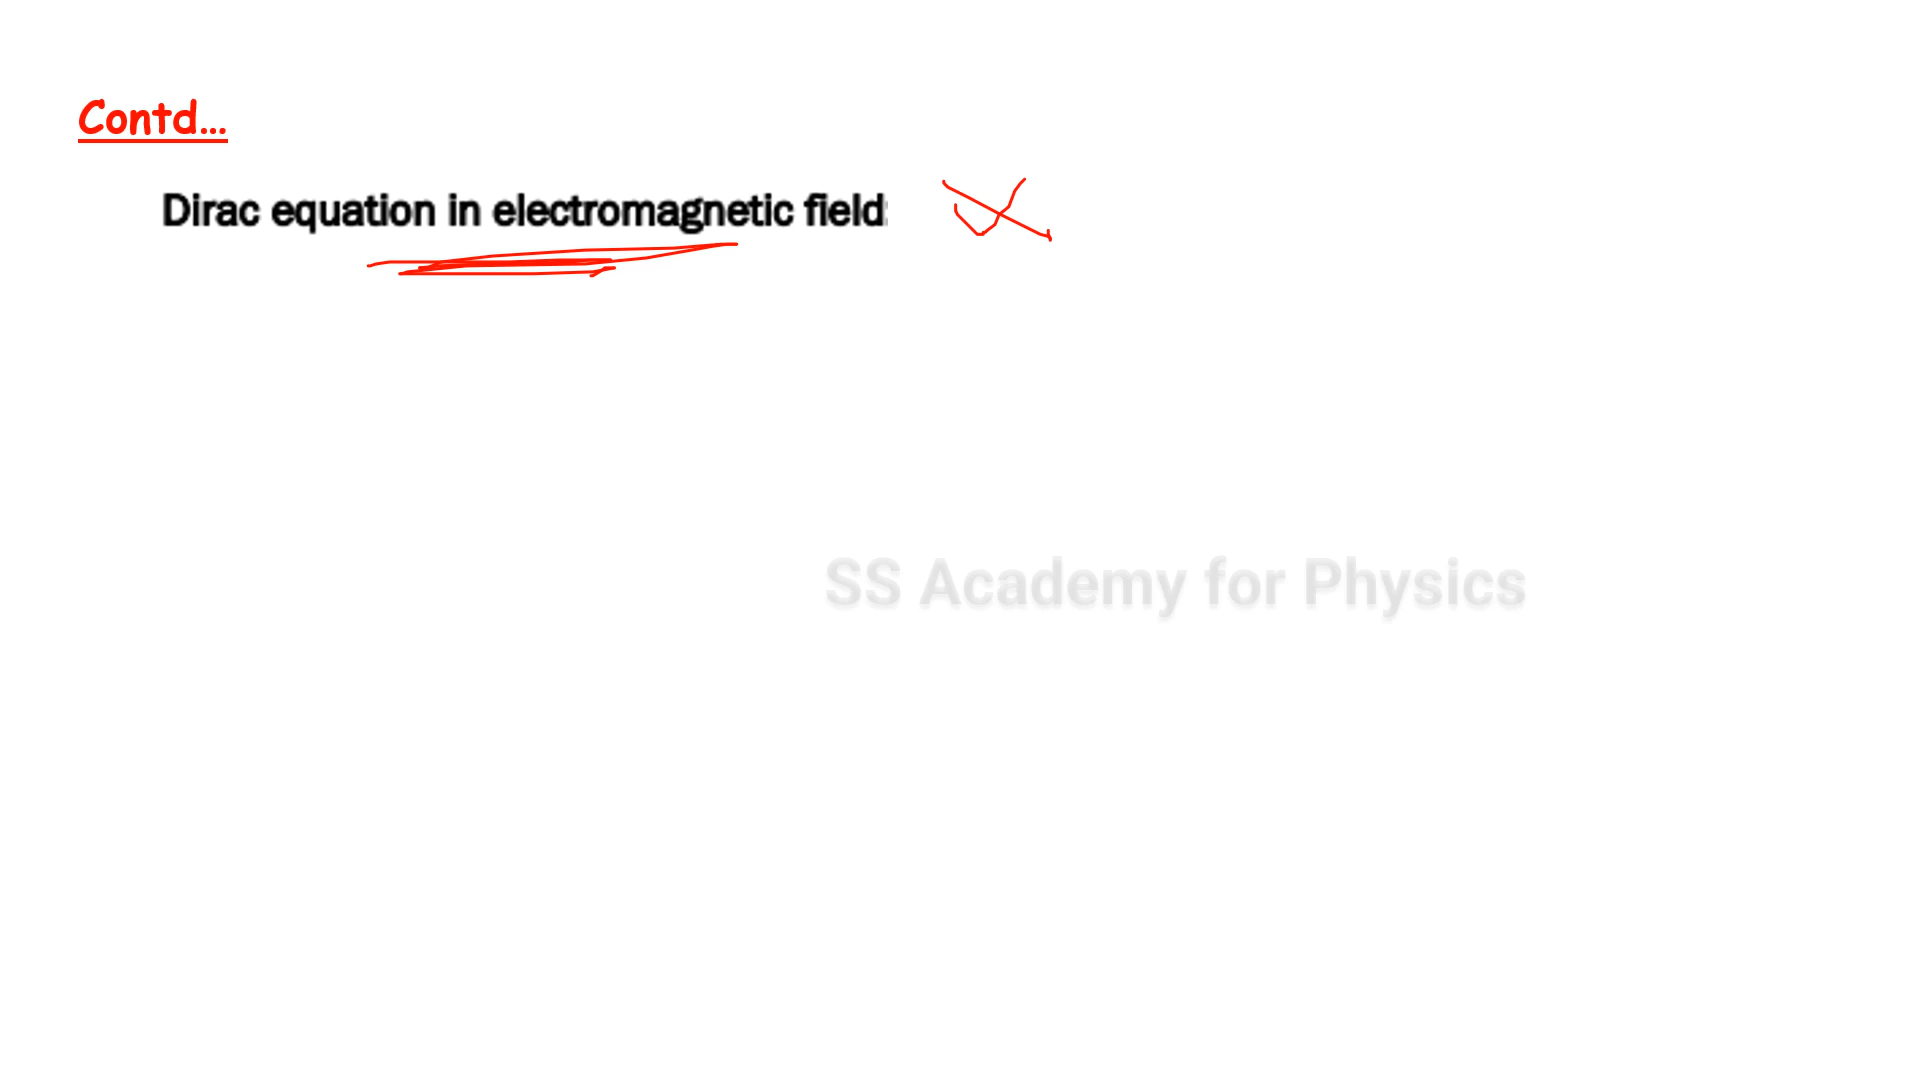 Contd...
Dirac equation in electromagnetic field:
SS Academy for Physics